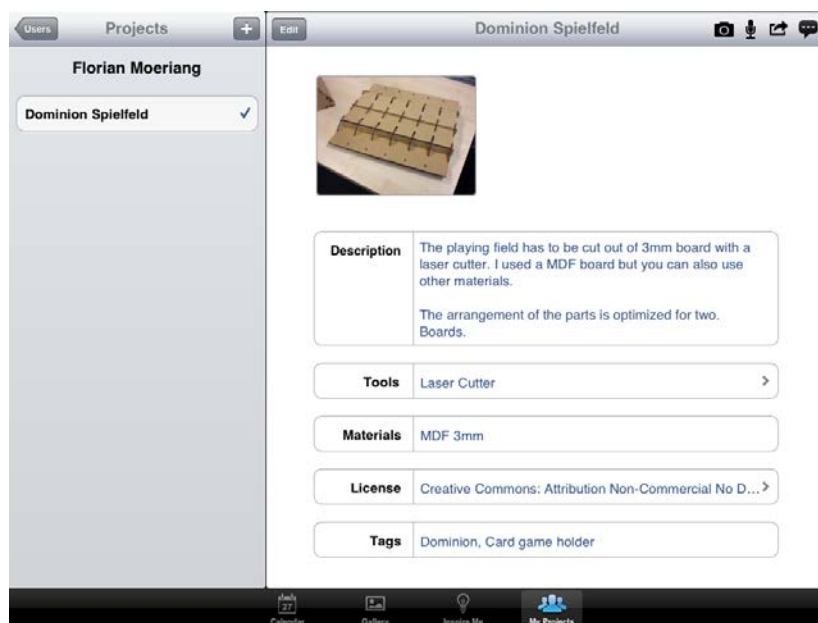 Users
Projects
+
Edit
Dominion Spielfeld
Florian Moeriang
Dominion Spielfeld
Description
The playing field has to be cut out of 3mm board with a
laser cutter. I used a MDF board but you can also use
other materials.
The arrangement of the parts is optimized for two.
Boards.
Tools
Laser Cutter
Materials
MDF 3mm
License
Creative Commons: Attribution Non-Commercial No D...
Tags
Dominion, Card game holder
27
Calendar
Gallery
Inspire Me
My Projects